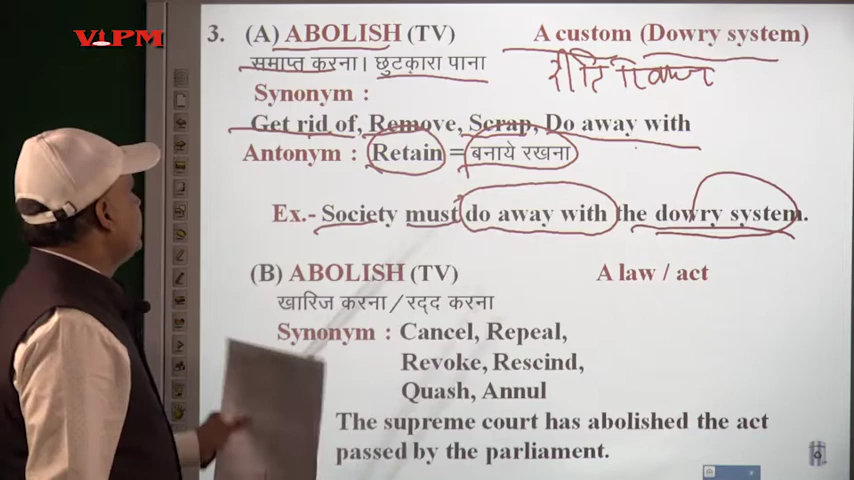 VIPM
3. (A) ABOLISH (TV) A custom (Dowry system)
समाप्त करना। छुटकारा पाना
रीति रिवाज
Synonym :
Get rid of, Remove, Scrap, Do away with
Antonym : Retain = बनाये रखना
Ex.- Society must do away with the dowry system.
(B) ABOLISH (TV) A law / act
खारिज करना/रद्द करना
Synonym : Cancel, Repeal,
Revoke, Rescind,
Quash, Annul
The supreme court has abolished the act
passed by the parliament.